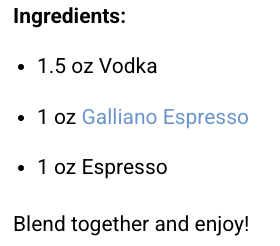 Ingredients:
• 1.5 oz Vodka
• 1 oz Galliano Espresso
• 1 oz Espresso
Blend together and enjoy!